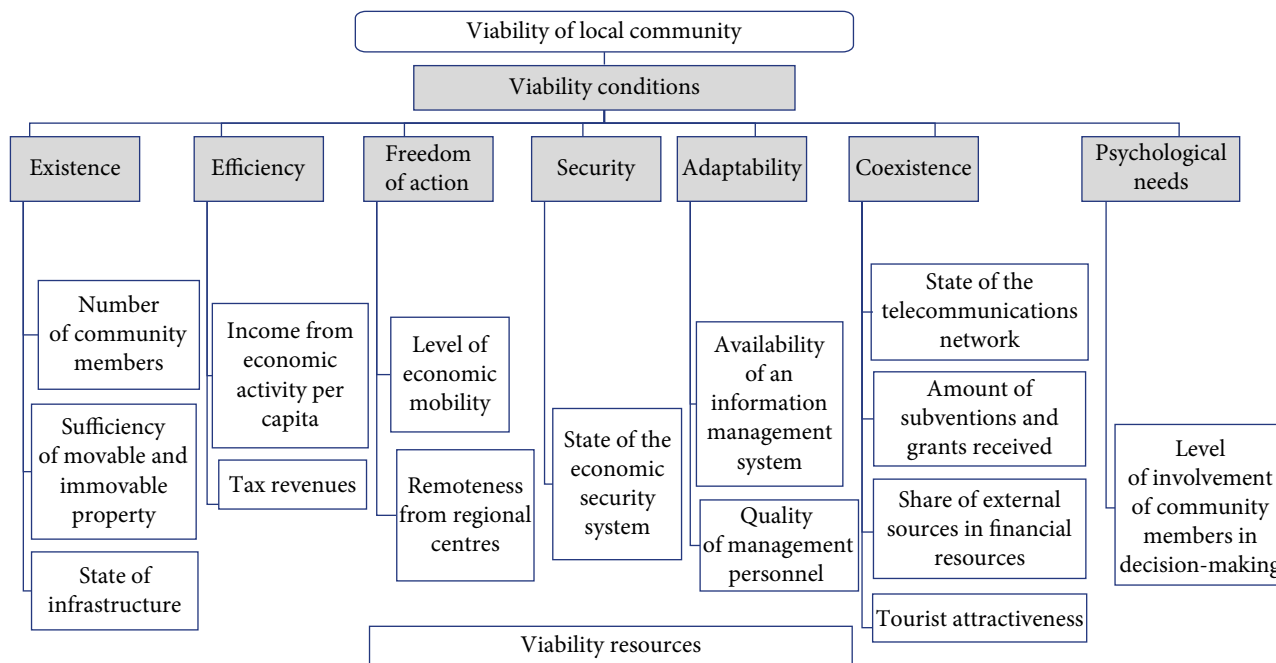 Viability of local community
Viability conditions
Existence
Efficiency
Freedom
of action
Security
Adaptability
Coexistence
Psychological
needs
Number
of community
members
Sufficiency
of movable and
immovable
property
State of
infrastructure
Income from
economic
activity per
capita
Tax revenues
Level of
economic
mobility
Remoteness
from regional
centres
State of the
economic
security
system
Availability
of an
information
management
system
Quality
of management
personnel
State of the
telecommunications
network
Amount of
subventions and
grants received
Share of external
sources in financial
resources
Tourist attractiveness
Level
of involvement
of community
members in
decision-making
Viability resources